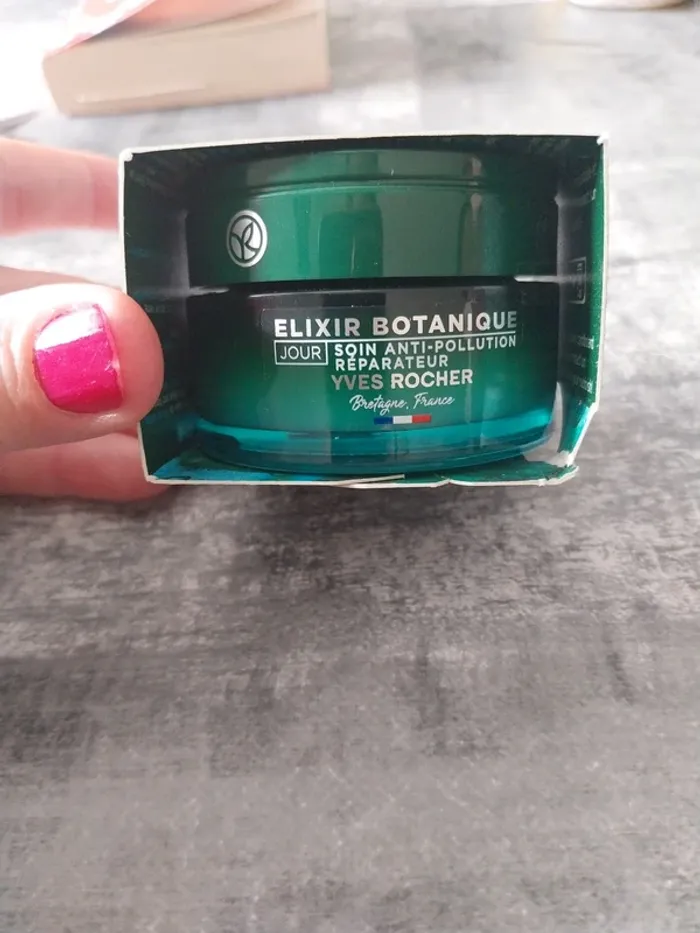 ELIXIR BOTANIQUE
JOUR SOIN ANTI-POLLUTION
RÉPARATEUR
YVES ROCHER
Bretagne, France